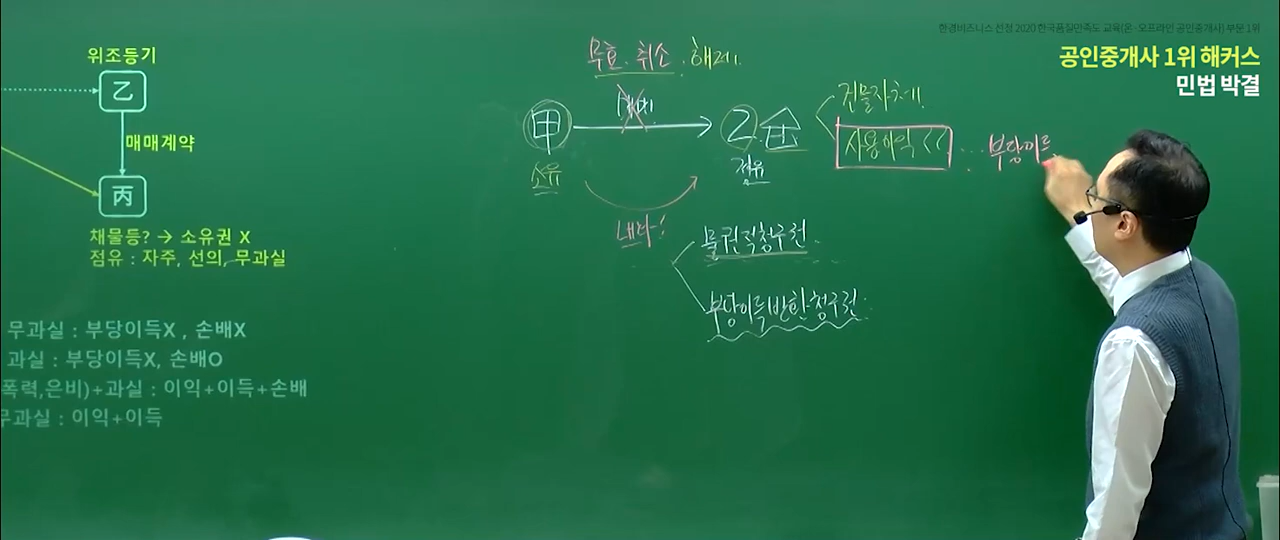 한경비즈니스 선정 2020 한국품질만족도 교육(온·오프라인 공인중개사) 부문 1위
공인중개사 1위 해커스
민법 박결
위조등기
乙
매매계약
丙
채물등? → 소유권 X
점유 : 자주, 선의, 무과실
무과실 : 부당이득X , 손배X
과실 : 부당이득X, 손배O
폭력,은비)+과실 : 이익+이득+손배
무과실 : 이익+이득
무효. 취소. 해제.
甲
乙
소유
점유
건물자체.
사용이익 << ... 부당이르
내놔!
물권적청구권.
부당이득반환청구권.